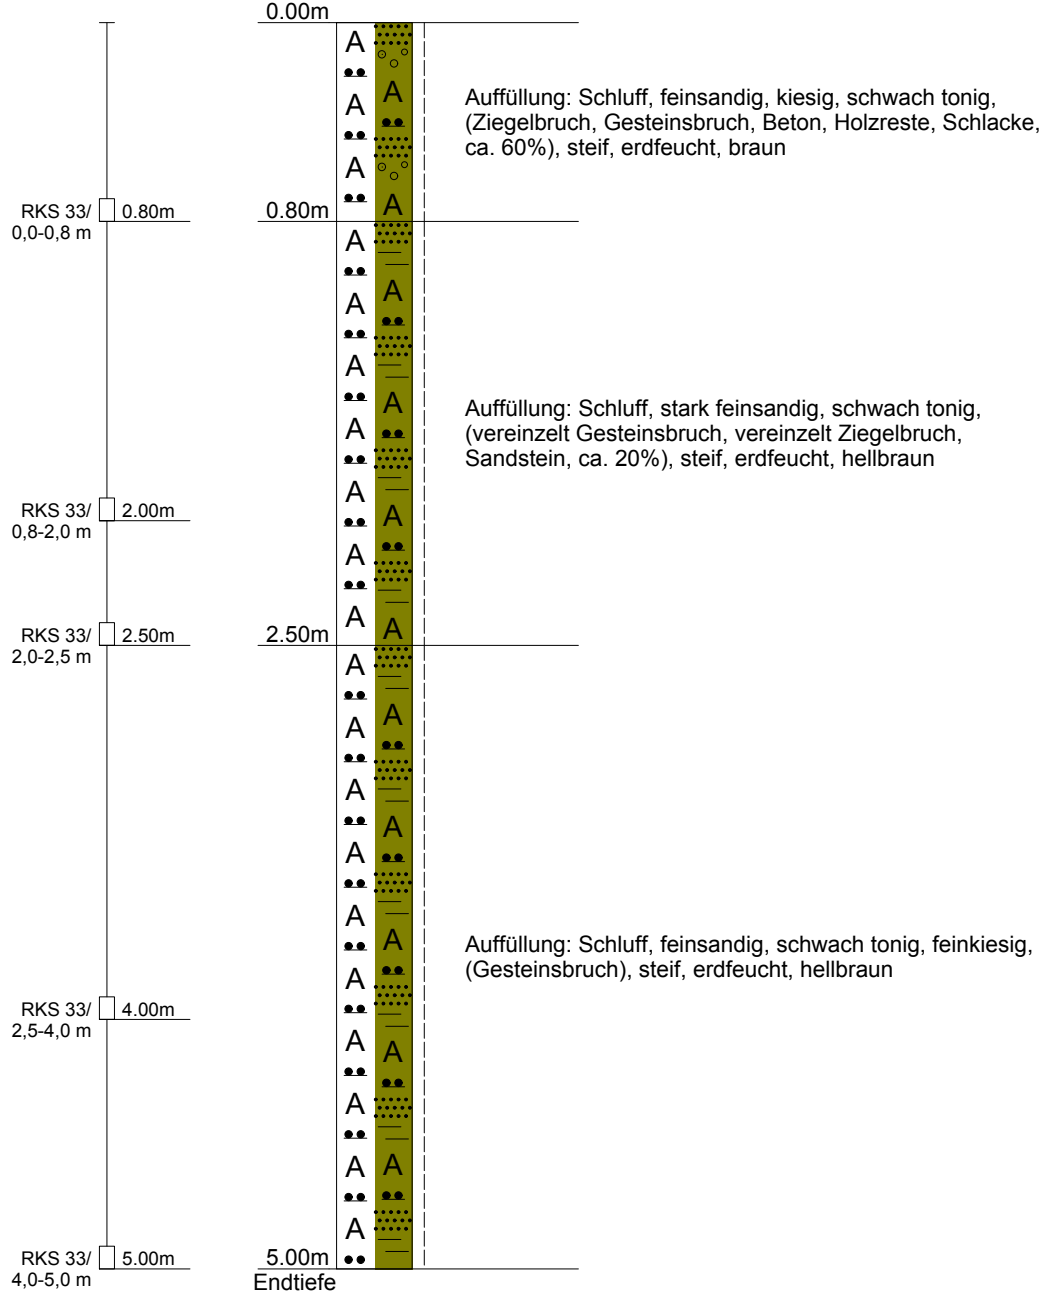 0.00m
A
A
A
A
Auffüllung: Schluff, feinsandig, kiesig, schwach tonig,
(Ziegelbruch, Gesteinsbruch, Beton, Holzreste, Schlacke,
ca. 60%), steif, erdfeucht, braun
A
RKS 33/
0,0-0,8 m
0.80m
0.80m
A
A
A
A
A
A
A
Auffüllung: Schluff, stark feinsandig, schwach tonig,
(vereinzelt Gesteinsbruch, vereinzelt Ziegelbruch,
Sandstein, ca. 20%), steif, erdfeucht, hellbraun
A
A
RKS 33/
0,8-2,0 m
2.00m
A
A
A
RKS 33/
2,0-2,5 m
2.50m
2.50m
A
A
A
A
A
A
A
A
A
A
Auffüllung: Schluff, feinsandig, schwach tonig, feinkiesig,
(Gesteinsbruch), steif, erdfeucht, hellbraun
A
RKS 33/
2,5-4,0 m
4.00m
A
A
A
A
A
A
RKS 33/
4,0-5,0 m
5.00m
5.00m
Endtiefe